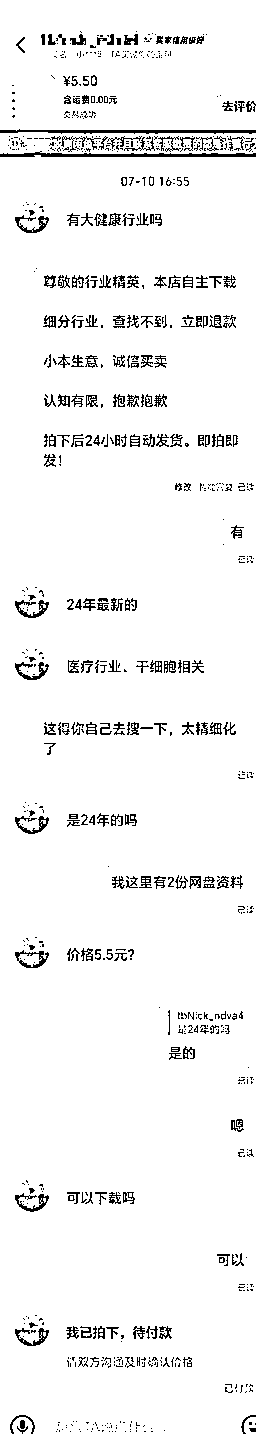 买家信用极好
¥5.50
含运费0.00元
交易成功
去评价
07-10 16:55
有大健康行业吗
尊敬的行业精英，本店自主下载
细分行业，查找不到，立即退款
小本生意，诚信买卖
认知有限，抱歉抱歉
拍下后24小时自动发货。即拍即
发！
修改
已读
有
已读
24年最新的
医疗行业、干细胞相关
这得你自己去搜一下，太精细化
了
已读
是24年的吗
我这里有2份网盘资料
已读
价格5.5元？
tbNick_ndva4
是24年的吗
是的
已读
嗯
已读
可以下载吗
可以
已读
我已拍下，待付款
请双方沟通及时确认价格
已付款